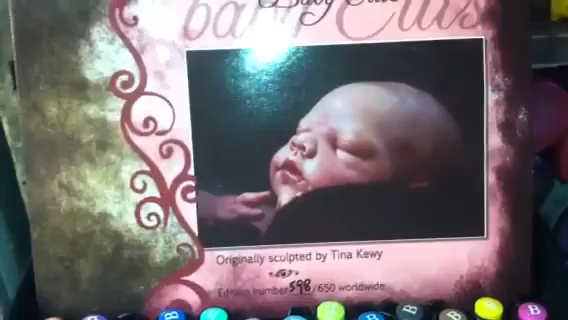 Baby Ellis
baby Ellis
Originally sculpted by Tina Kewy
Edition number 598/650 worldwide
B
B
B
B
B